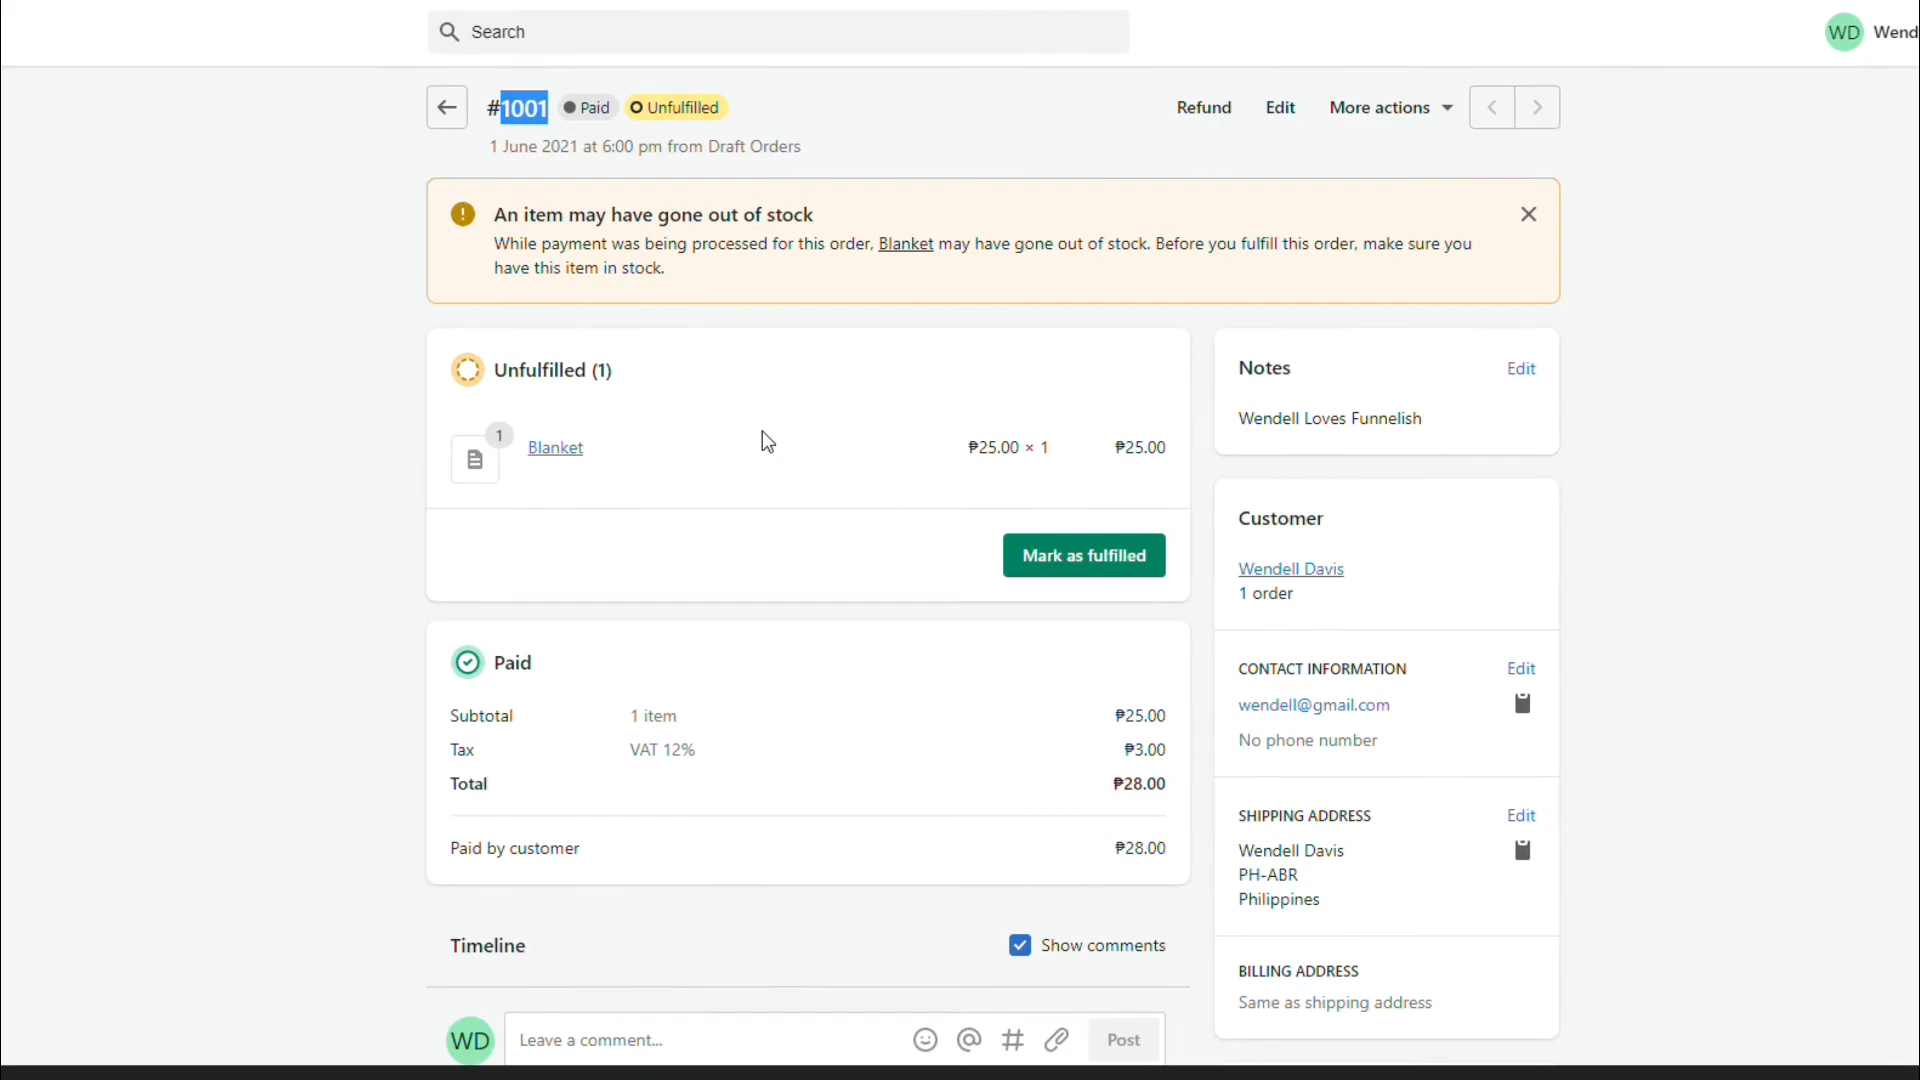 Search
WD Wend
#1001 Paid Unfulfilled
Refund Edit More actions
1 June 2021 at 6:00 pm from Draft Orders
An item may have gone out of stock
While payment was being processed for this order, Blanket may have gone out of stock. Before you fulfill this order, make sure you
have this item in stock.
Unfulfilled (1)
1
Blanket ₱25.00 × 1 ₱25.00
Mark as fulfilled
Paid
Subtotal 1 item ₱25.00
Tax VAT 12% ₱3.00
Total ₱28.00
Paid by customer ₱28.00
Timeline Show comments
WD Leave a comment... Post
Notes Edit
Wendell Loves Funnelish
Customer
Wendell Davis
1 order
CONTACT INFORMATION Edit
wendell@gmail.com
No phone number
SHIPPING ADDRESS Edit
Wendell Davis
PH-ABR
Philippines
BILLING ADDRESS
Same as shipping address